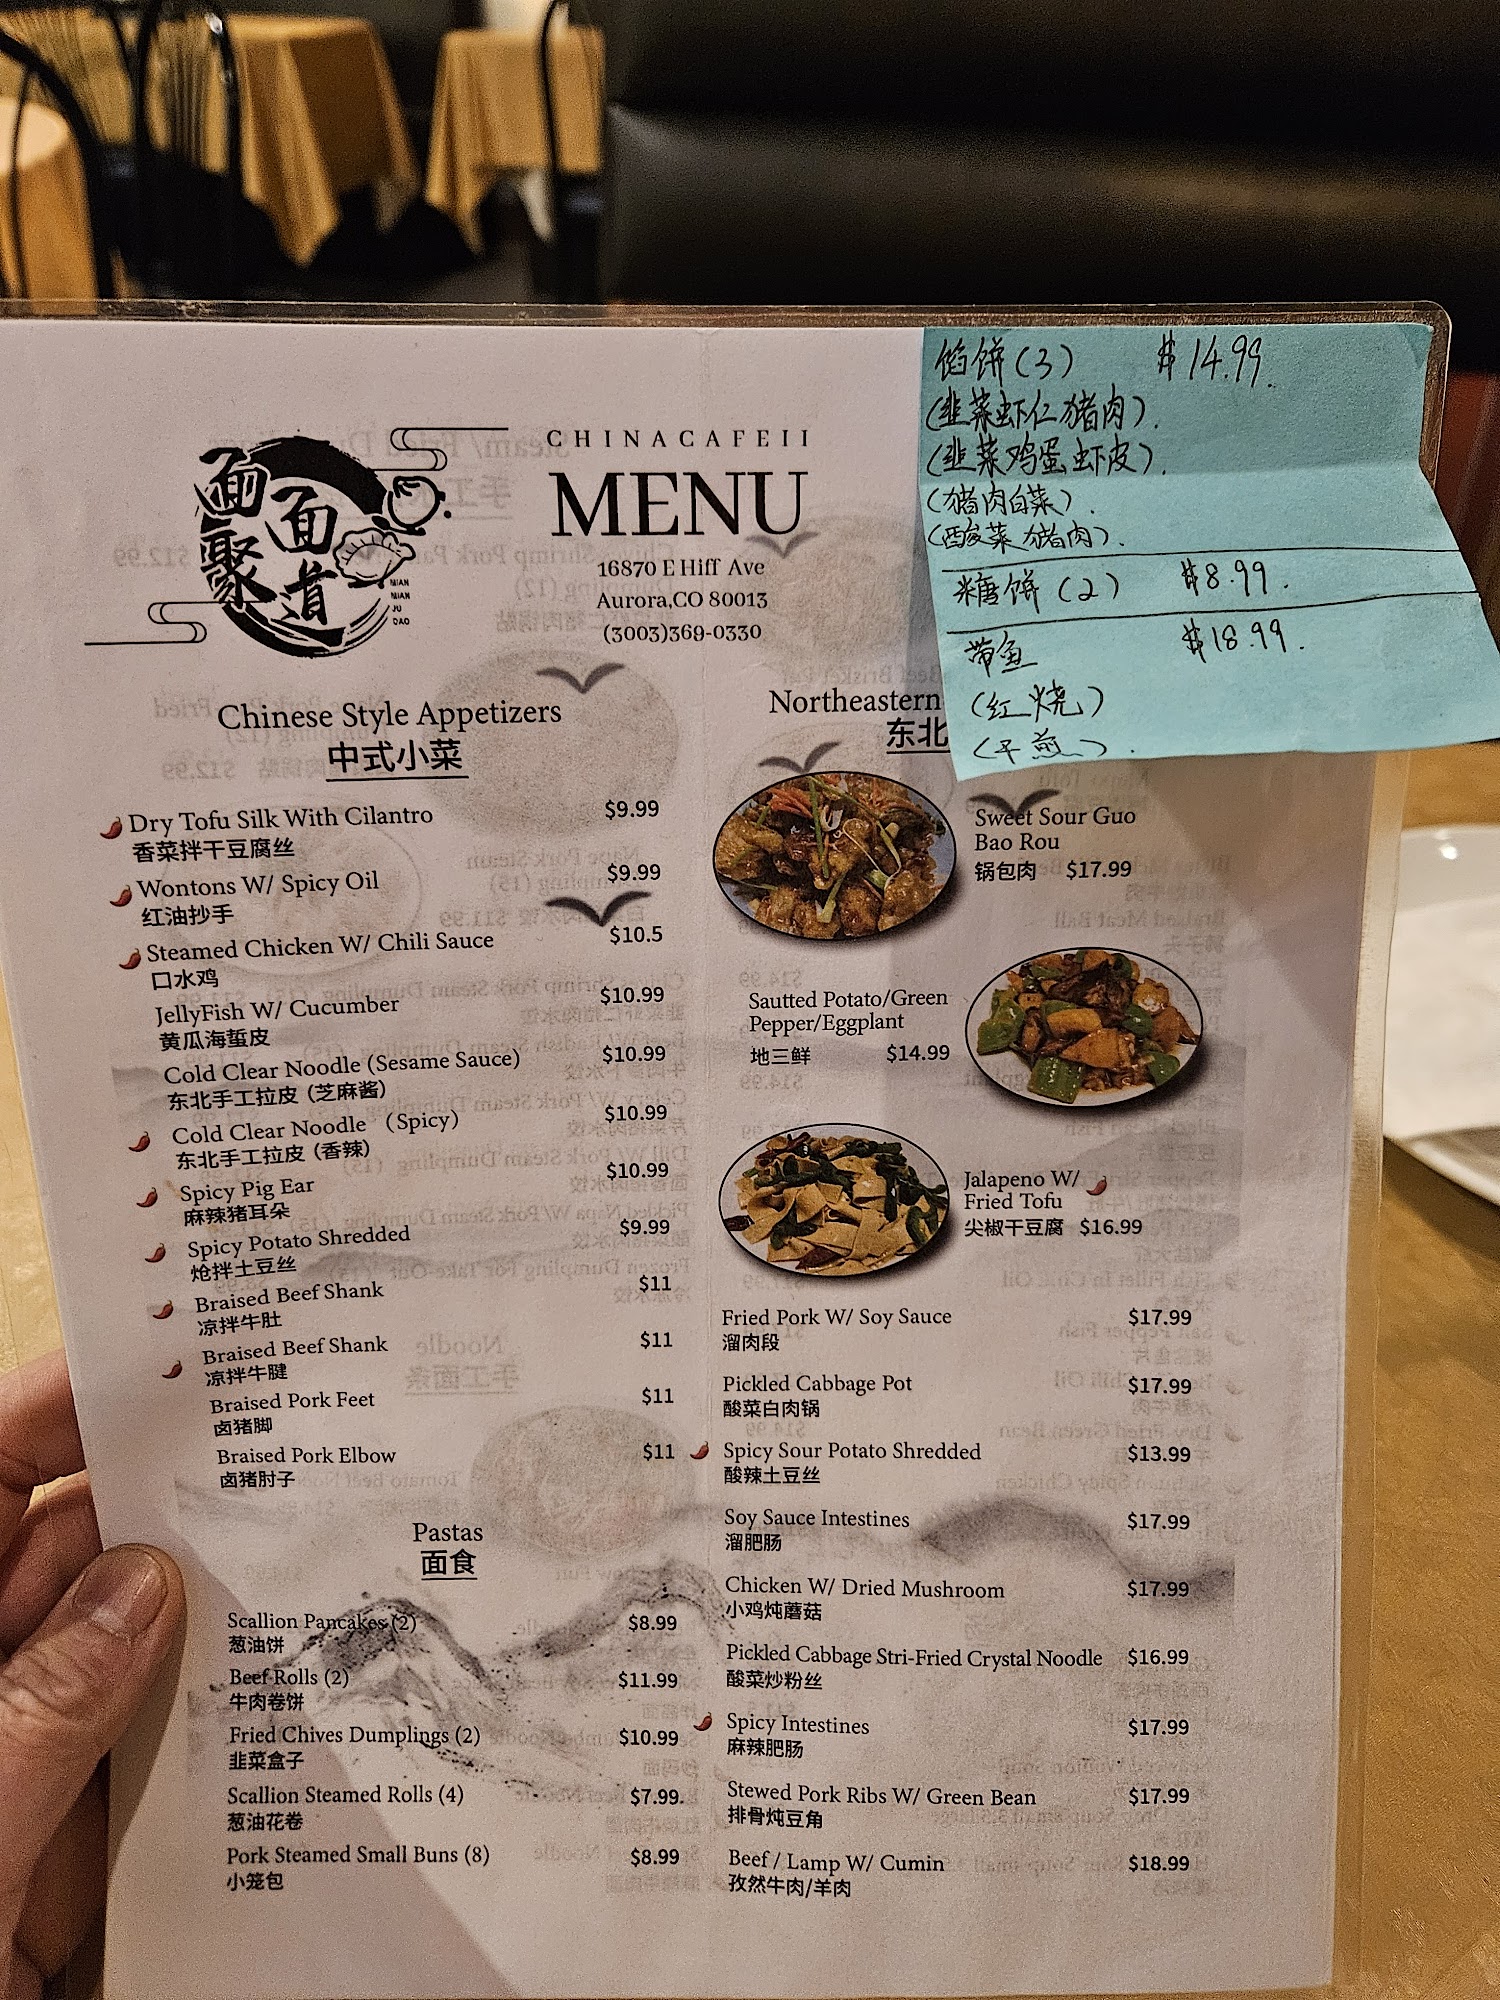 馅饼(3) $14.99.
(韭菜虾仁猪肉).
(韭菜鸡蛋虾皮).
(猪肉白菜).
(酸菜猪肉).
糖饼(2) $8.99.
带鱼 $18.99.
(红烧)
(干煎).
面面聚道
MIAN
MIAN
JU
DAO
CHINACAFEII
MENU
16870 E Hiff Ave
Aurora,CO 80013
(3003)369-0330
Chinese Style Appetizers
中式小菜
Dry Tofu Silk With Cilantro $9.99
香菜拌干豆腐丝
Wontons W/ Spicy Oil $9.99
红油抄手
Steamed Chicken W/ Chili Sauce $10.5
口水鸡
JellyFish W/ Cucumber $10.99
黄瓜海蜇皮
Cold Clear Noodle (Sesame Sauce) $10.99
东北手工拉皮 (芝麻酱)
Cold Clear Noodle (Spicy) $10.99
东北手工拉皮 (香辣)
Spicy Pig Ear $10.99
麻辣猪耳朵
Spicy Potato Shredded $9.99
炝拌土豆丝
Braised Beef Shank $11
凉拌牛肚
Braised Beef Shank $11
凉拌牛腱
Braised Pork Feet $11
卤猪脚
Braised Pork Elbow $11
卤猪肘子
Pastas
面食
Scallion Pancakes (2) $8.99
葱油饼
Beef Rolls (2) $11.99
牛肉卷饼
Fried Chives Dumplings (2) $10.99
韭菜盒子
Scallion Steamed Rolls (4) $7.99.
葱油花卷
Pork Steamed Small Buns (8) $8.99
小笼包
Northeastern
东北
Sweet Sour Guo
Bao Rou
锅包肉 $17.99
Sautted Potato/Green
Pepper/Eggplant
地三鲜 $14.99
Jalapeno W/
Fried Tofu
尖椒干豆腐 $16.99
Fried Pork W/ Soy Sauce $17.99
溜肉段
Pickled Cabbage Pot $17.99
酸菜白肉锅
Spicy Sour Potato Shredded $13.99
酸辣土豆丝
Soy Sauce Intestines $17.99
溜肥肠
Chicken W/ Dried Mushroom $17.99
小鸡炖蘑菇
Pickled Cabbage Stri-Fried Crystal Noodle $16.99
酸菜炒粉丝
Spicy Intestines $17.99
麻辣肥肠
Stewed Pork Ribs W/ Green Bean $17.99
排骨炖豆角
Beef / Lamp W/ Cumin $18.99
孜然牛肉/羊肉